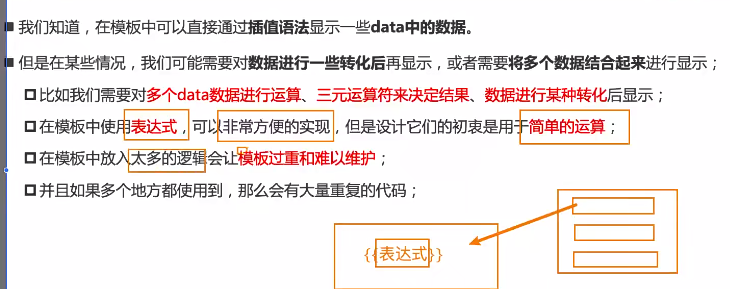 我们知道，在模板中可以直接通过插值语法显示一些data中的数据。
但是在某些情况，我们可能需要对数据进行一些转化后再显示，或者需要将多个数据结合起来进行显示；
比如我们需要对多个data数据进行运算、三元运算符来决定结果、数据进行某种转化后显示；
在模板中使用表达式，可以非常方便的实现，但是设计它们的初衷是用于简单的运算；
在模板中放入太多的逻辑会让模板过重和难以维护；
并且如果多个地方都使用到，那么会有大量重复的代码；
{{表达式}}